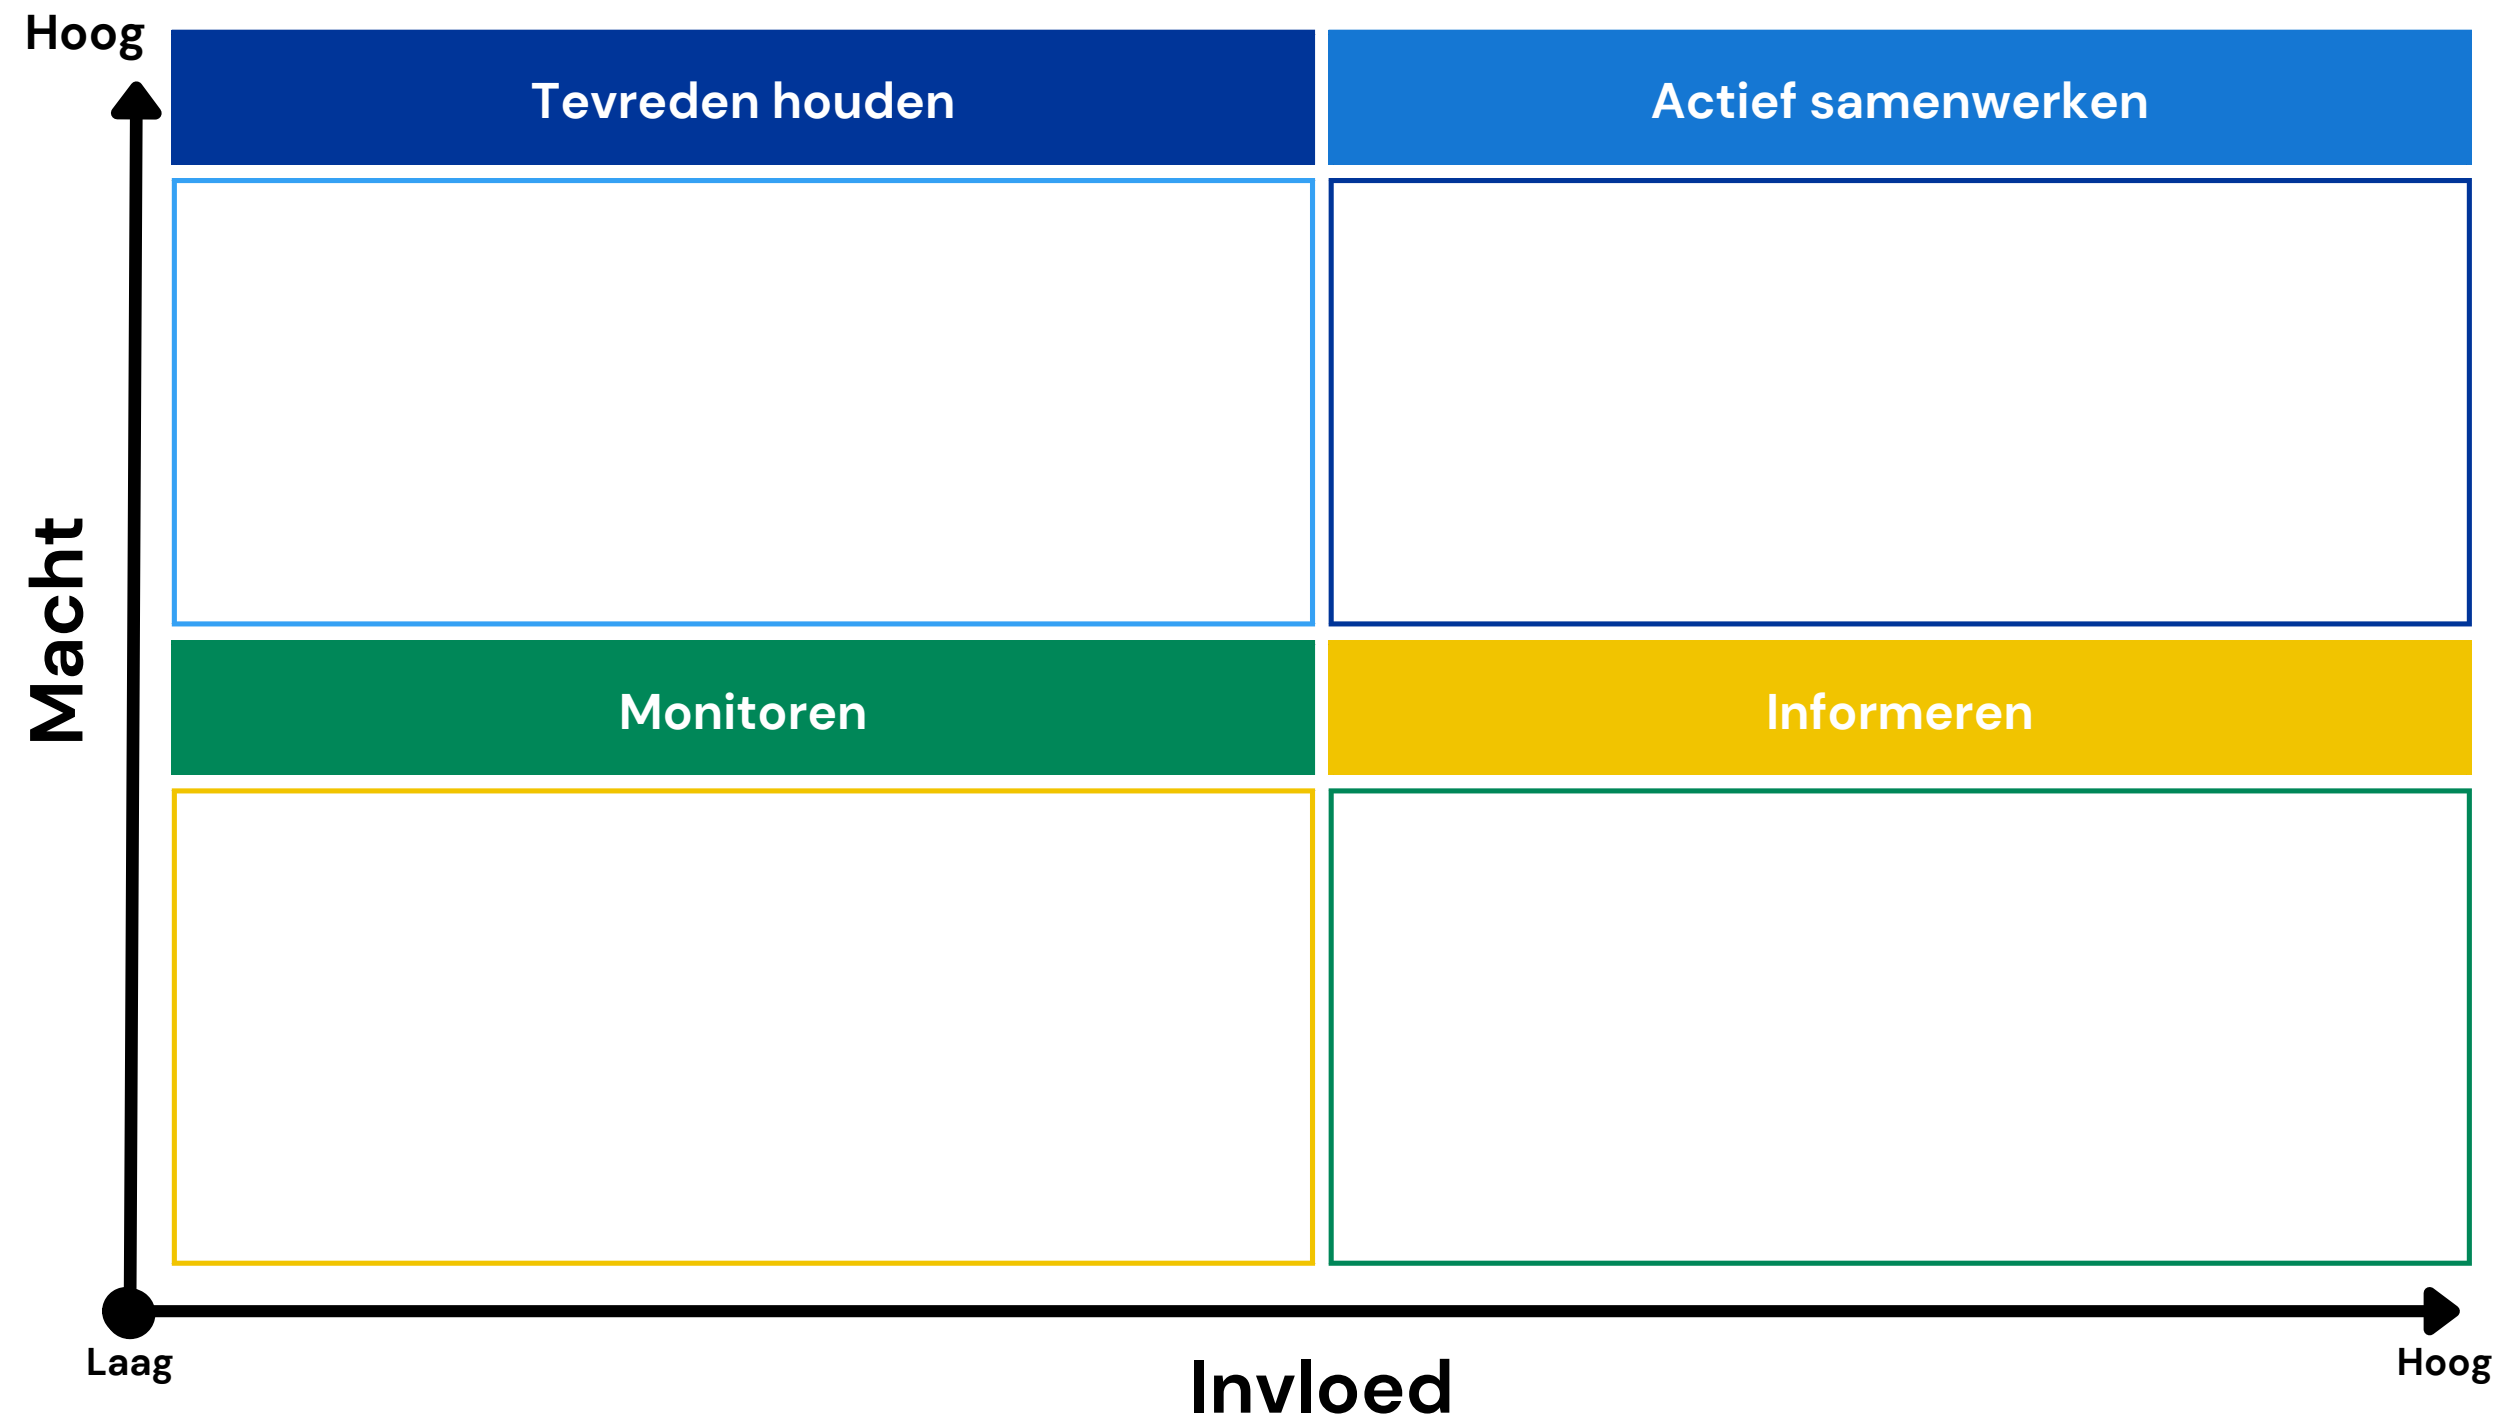 Hoog
Tevreden houden
Actief samenwerken
Macht
Monitoren
Informeren
Laag
Invloed
Hoog